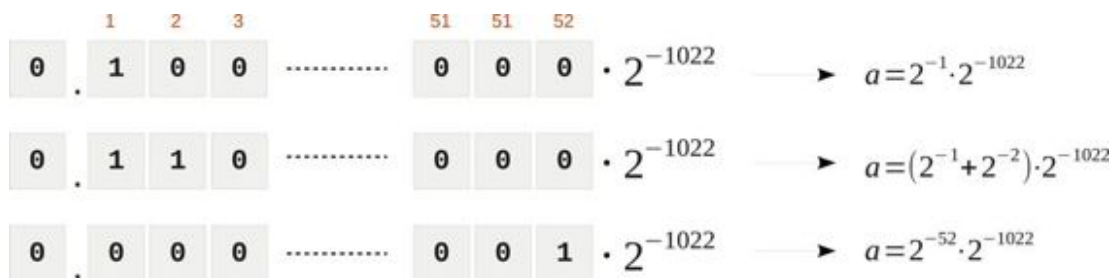 1 2 3 51 51 52
0 . 1 0 0 0 0 0 · 2⁻¹⁰²² a=2⁻¹·2⁻¹⁰²²
0 . 1 1 0 0 0 0 · 2⁻¹⁰²² a=(2⁻¹+2⁻²)·2⁻¹⁰²²
0 . 0 0 0 0 0 1 · 2⁻¹⁰²² a=2⁻⁵²·2⁻¹⁰²²